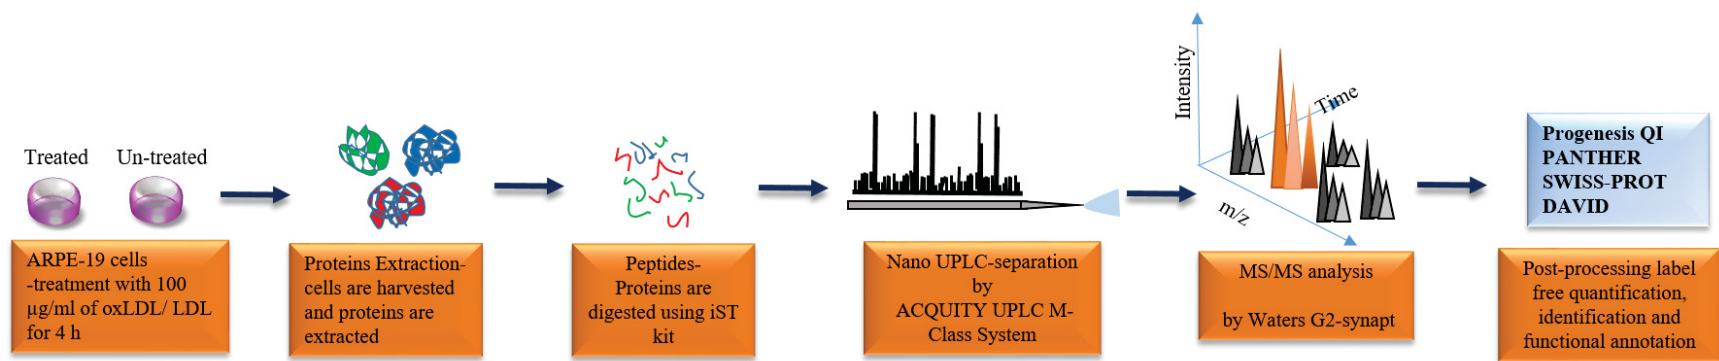 Treated
Un-treated
ARPE-19 cells
-treatment with 100
µg/ml of oxLDL/ LDL
for 4 h
Proteins Extraction-
cells are harvested
and proteins are
extracted
Peptides-
Proteins are
digested using iST
kit
Nano UPLC-separation
by
ACQUITY UPLC M-
Class System
Intensity
Time
m/z
MS/MS analysis
by Waters G2-synapt
Progenesis QI
PANTHER
SWISS-PROT
DAVID
Post-processing label
free quantification,
identification and
functional annotation